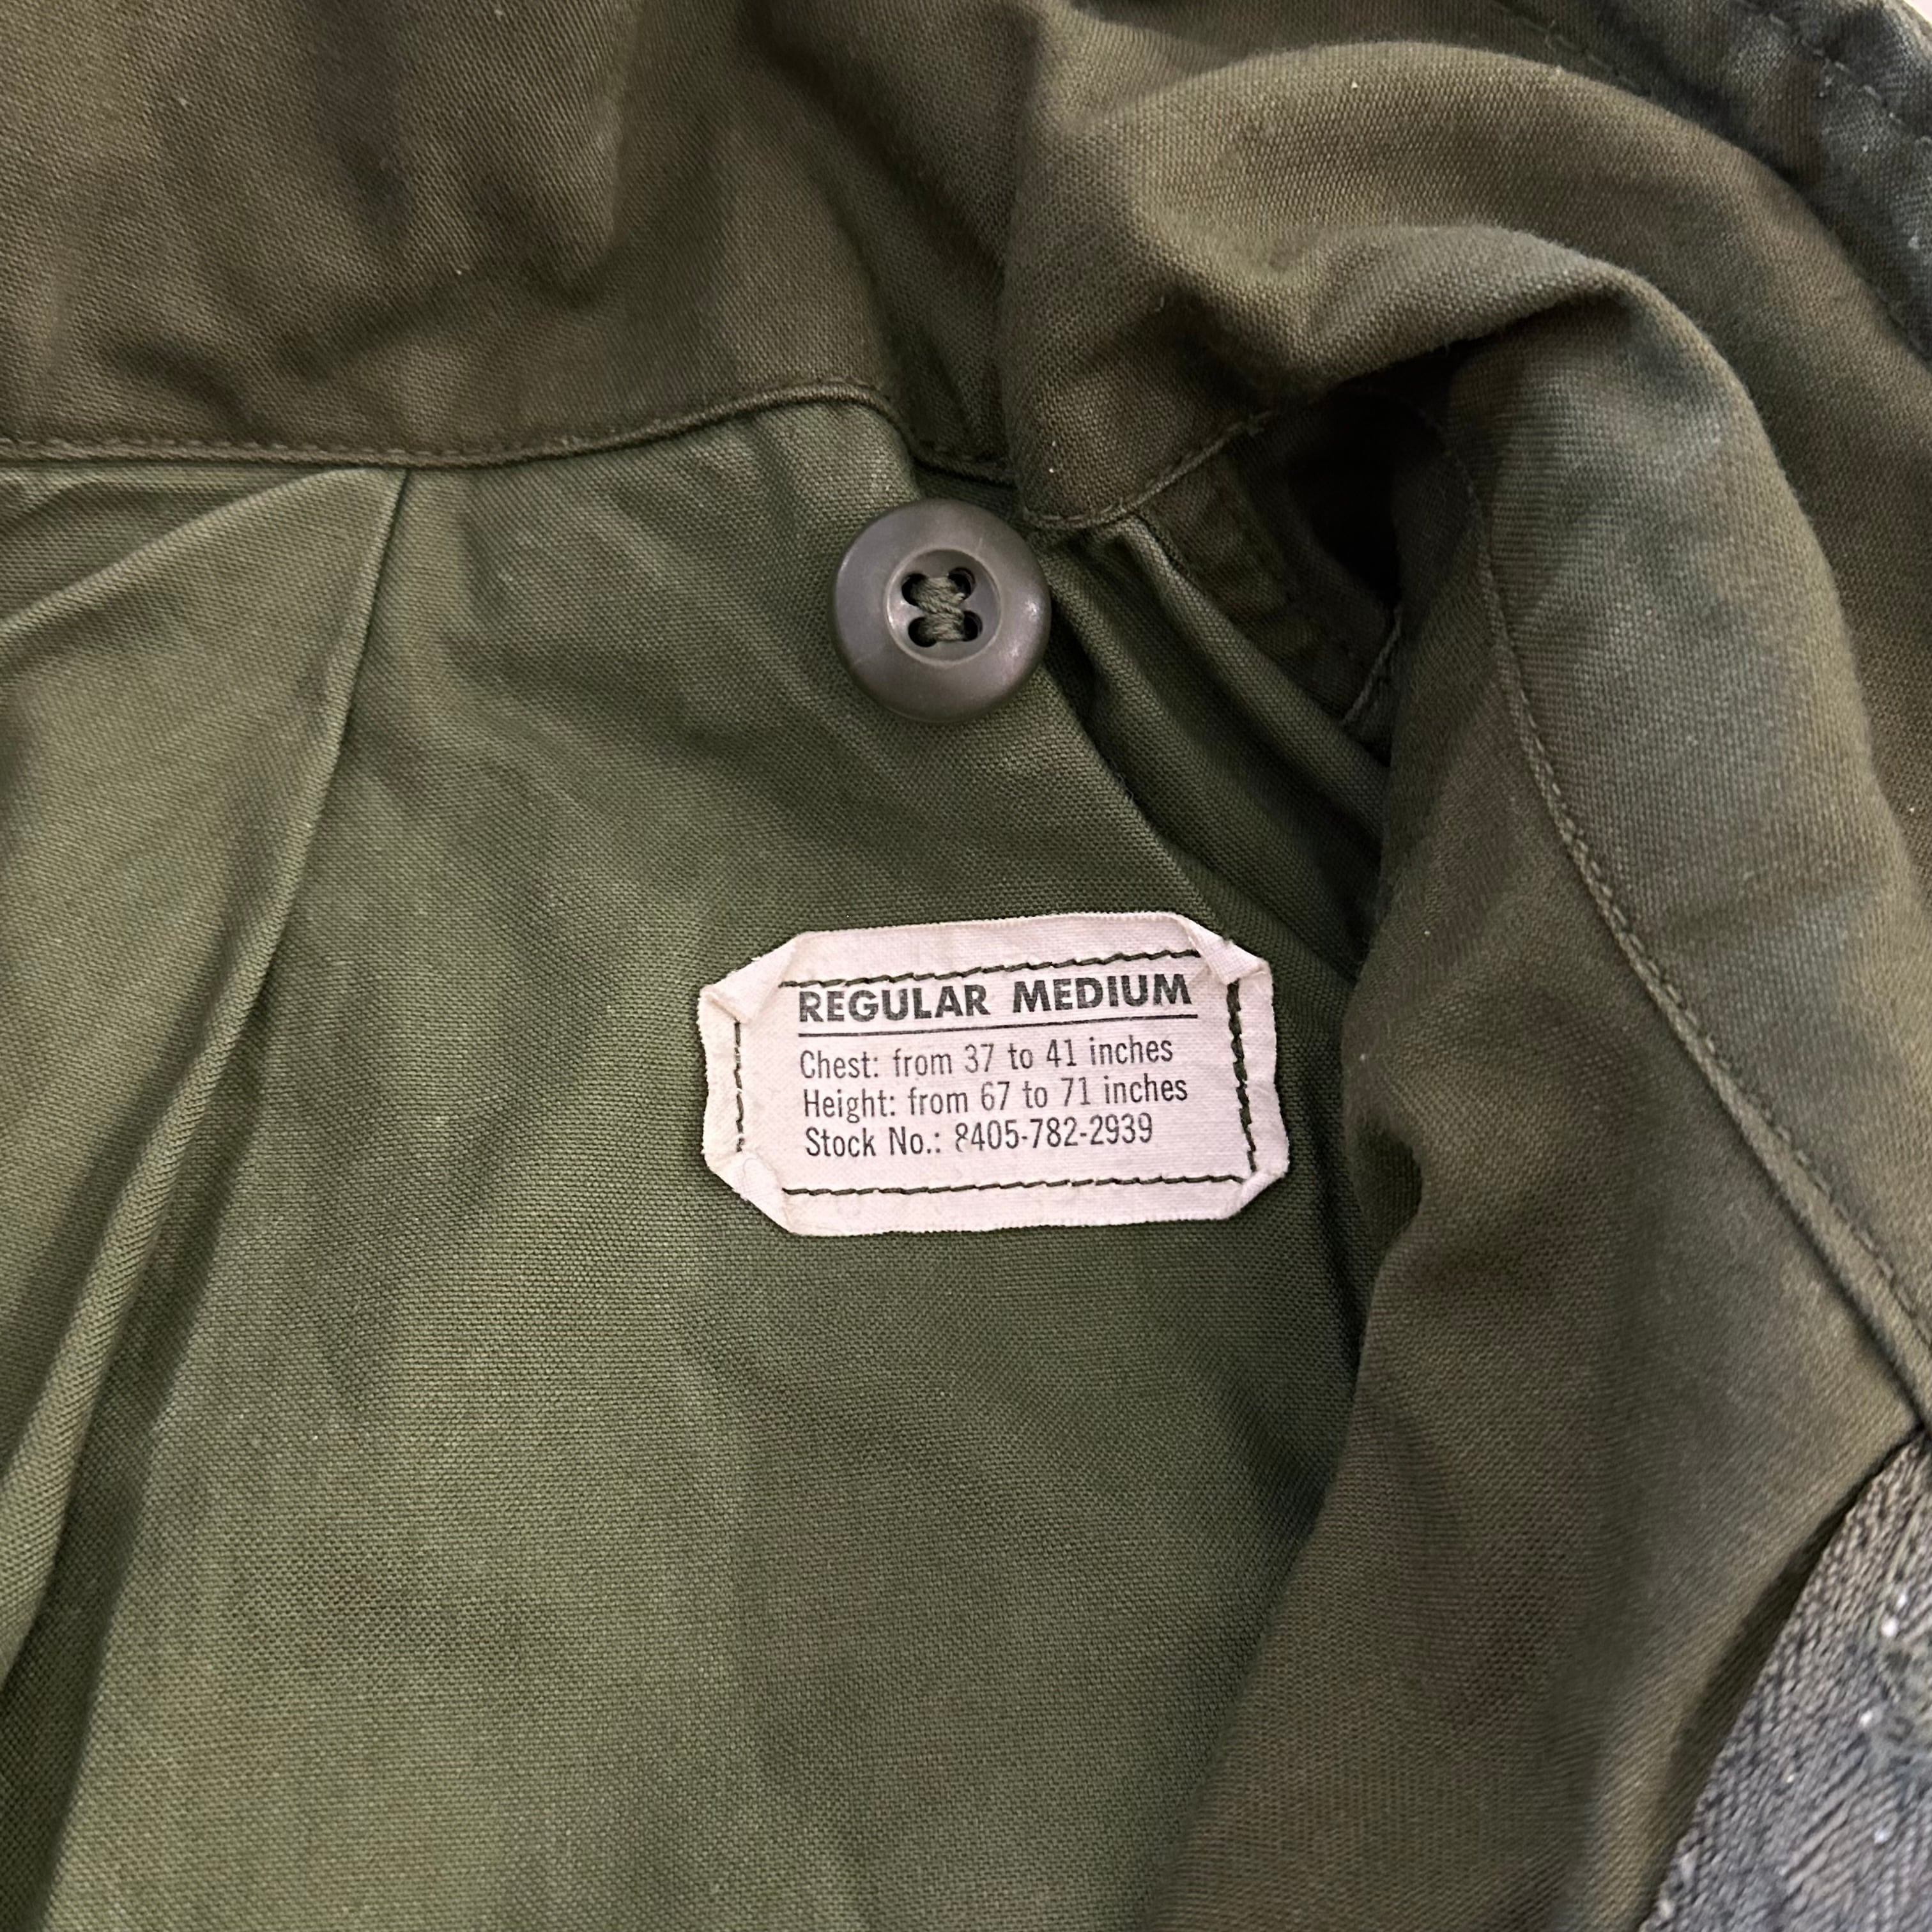 REGULAR MEDIUM
Chest: from 37 to 41 inches
Height: from 67 to 71 inches
Stock No.: 8405-782-2939